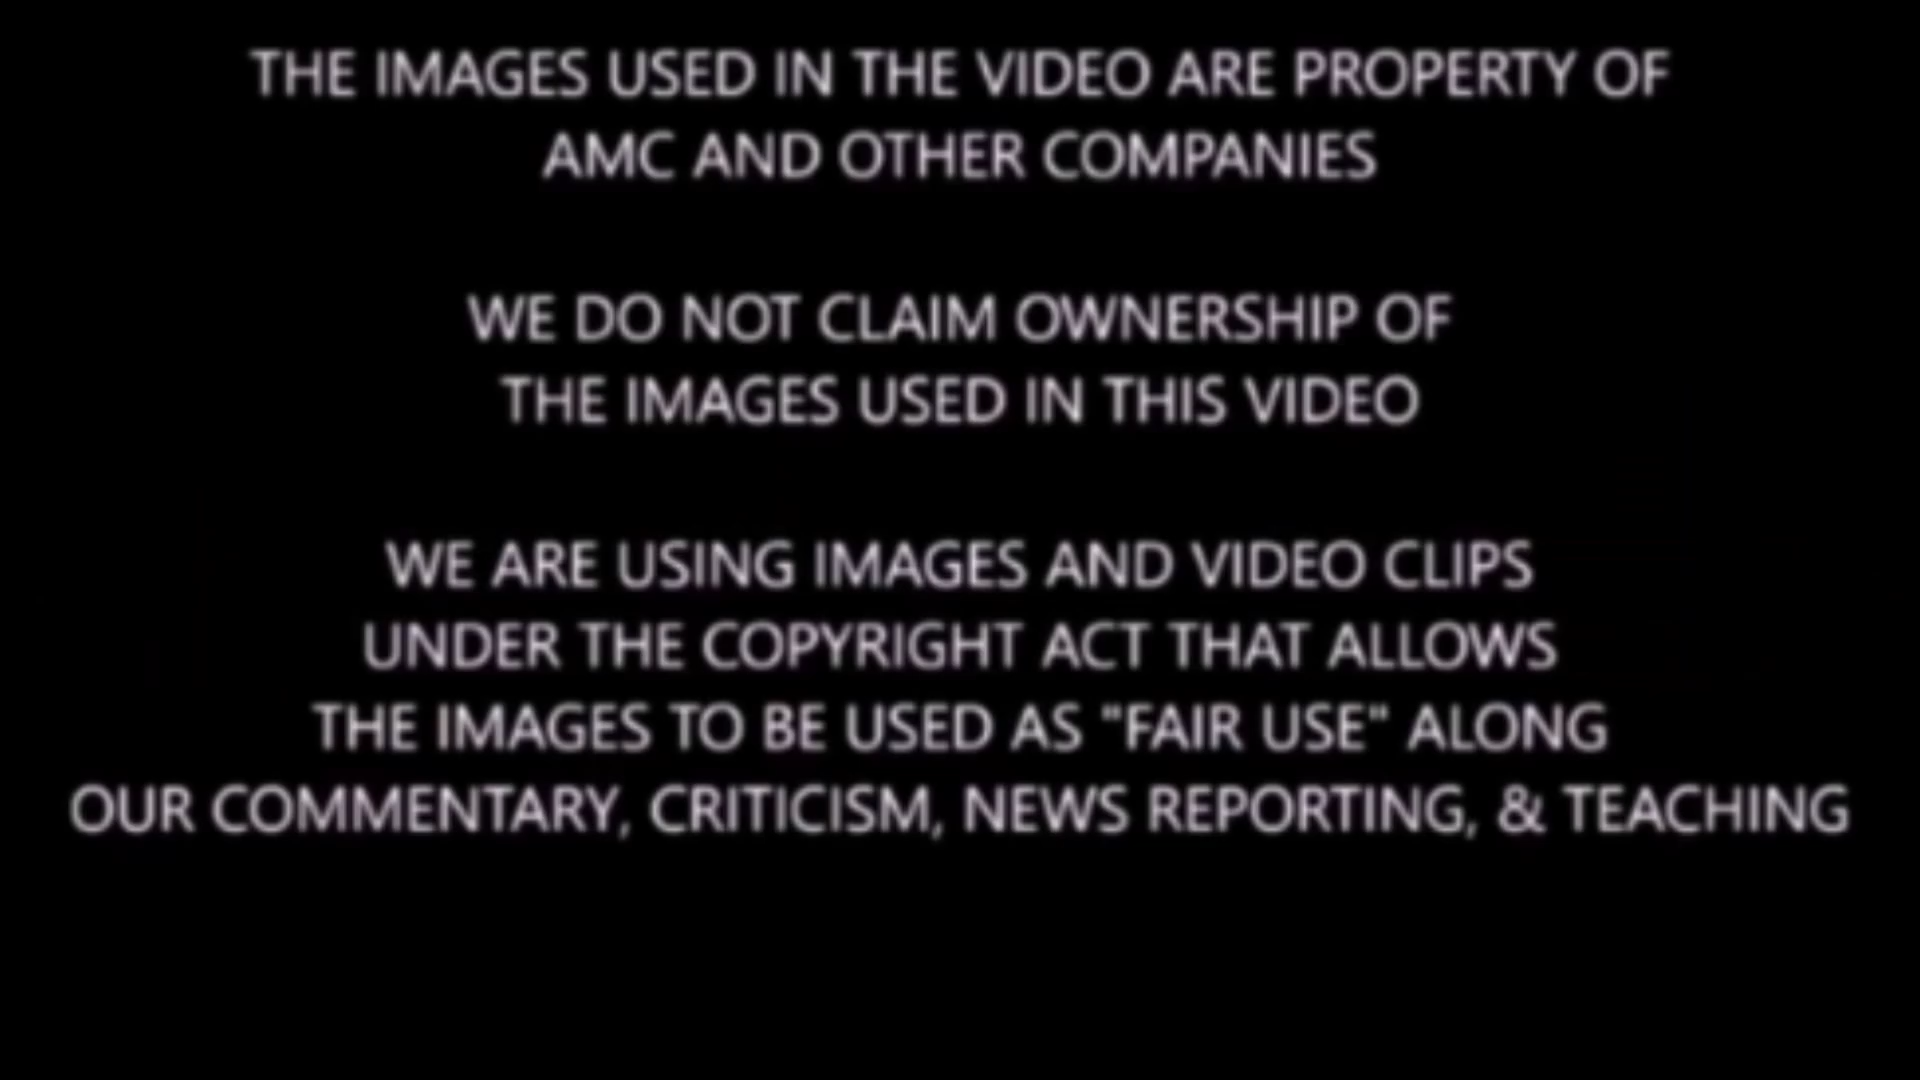 THE IMAGES USED IN THE VIDEO ARE PROPERTY OF
AMC AND OTHER COMPANIES
WE DO NOT CLAIM OWNERSHIP OF
THE IMAGES USED IN THIS VIDEO
WE ARE USING IMAGES AND VIDEO CLIPS
UNDER THE COPYRIGHT ACT THAT ALLOWS
THE IMAGES TO BE USED AS "FAIR USE" ALONG
OUR COMMENTARY, CRITICISM, NEWS REPORTING, & TEACHING